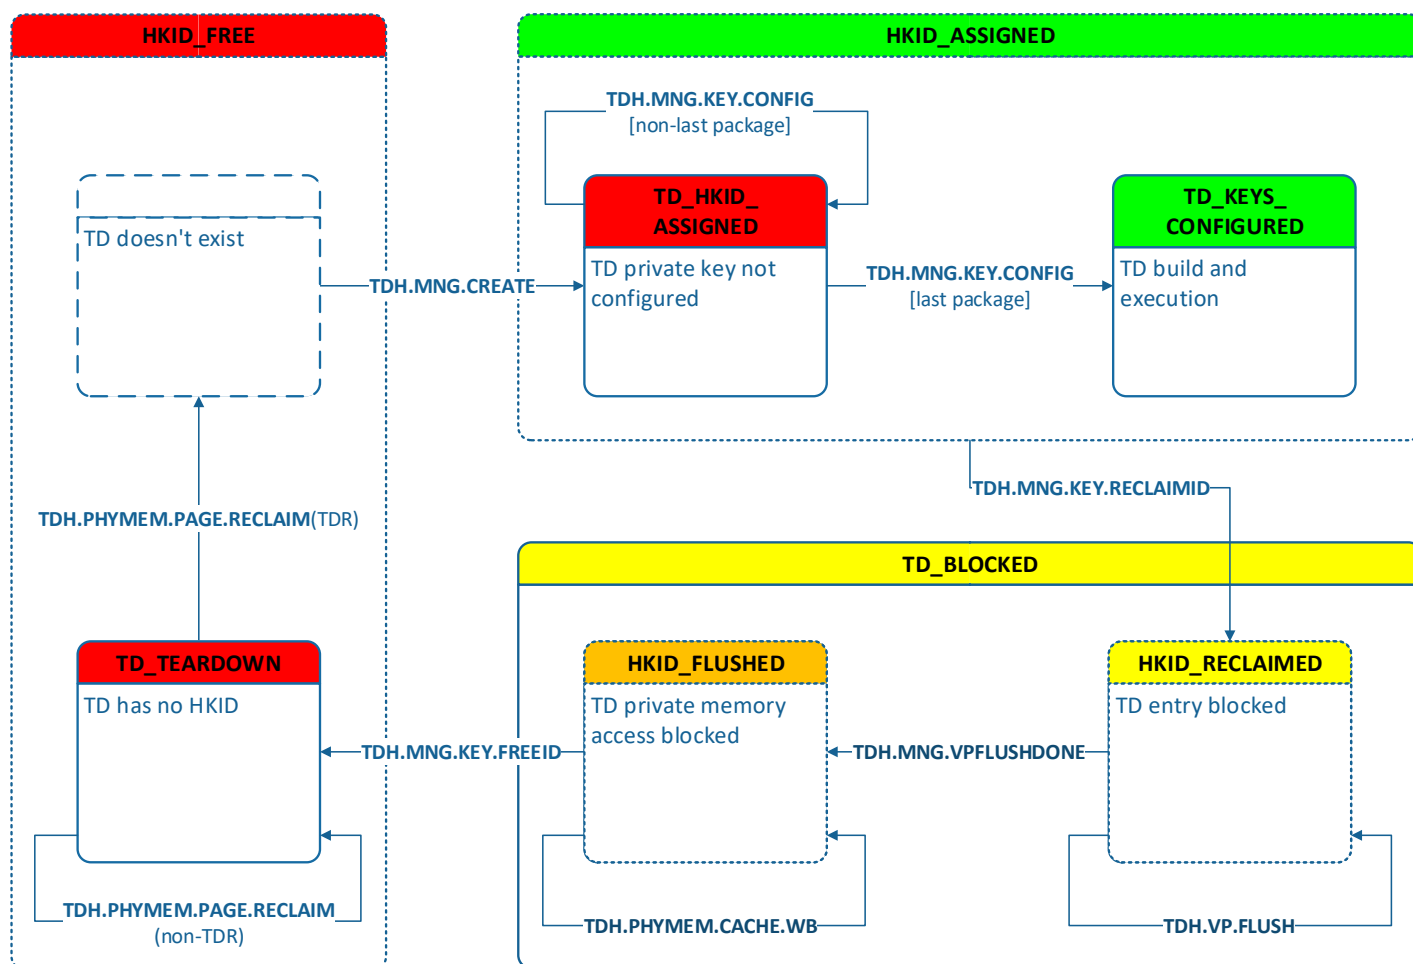 HKID_FREE
HKID_ASSIGNED
TDH.MNG.KEY.CONFIG
[non-last package]
TD doesn't exist
TD_HKID_
ASSIGNED
TD private key not
configured
TD_KEYS_
CONFIGURED
TD build and
execution
TDH.MNG.CREATE
TDH.MNG.KEY.CONFIG
[last package]
TDH.MNG.KEY.RECLAIMID
TDH.PHYMEM.PAGE.RECLAIM(TDR)
TD_BLOCKED
TD_TEARDOWN
TD has no HKID
HKID_FLUSHED
TD private memory
access blocked
HKID_RECLAIMED
TD entry blocked
TDH.MNG.KEY.FREEID
TDH.MNG.VPFLUSHDONE
TDH.PHYMEM.PAGE.RECLAIM
(non-TDR)
TDH.PHYMEM.CACHE.WB
TDH.VP.FLUSH